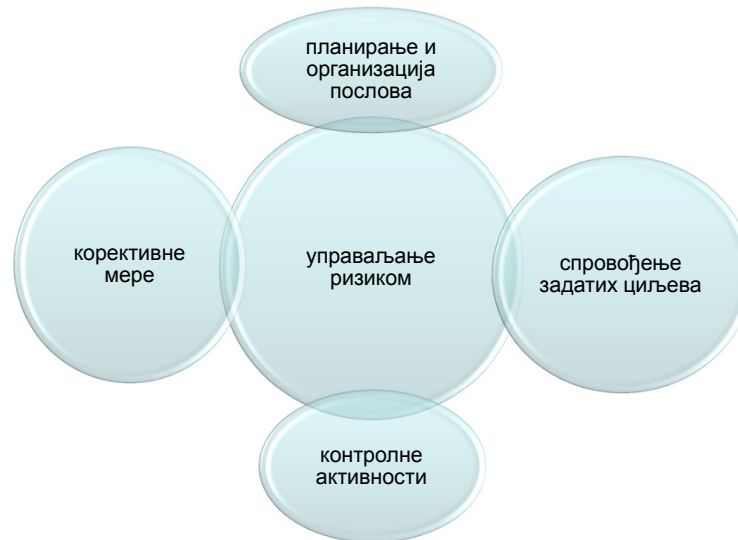 планирање и
организација
послова
корективне
мере
управаљање
ризиком
спровођење
задатих циљева
контролне
активности